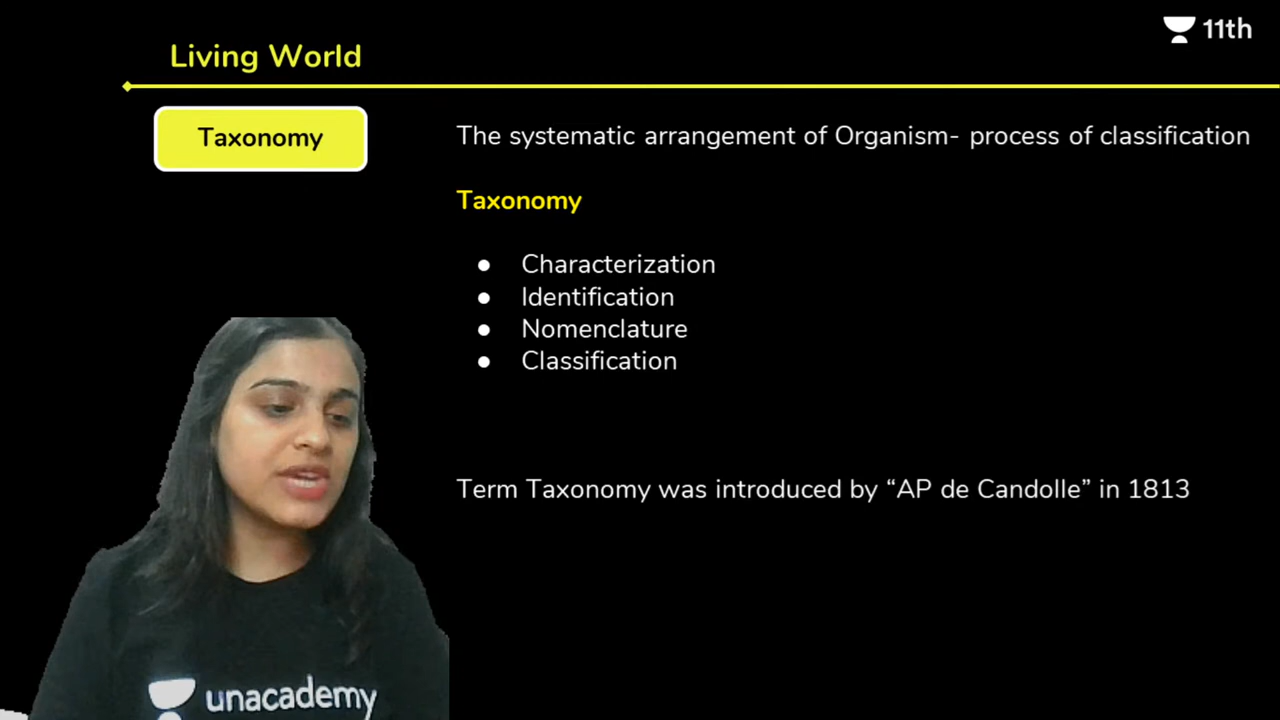 11th
Living World
Taxonomy
The systematic arrangement of Organism- process of classification
Taxonomy
● Characterization
● Identification
● Nomenclature
● Classification
Term Taxonomy was introduced by “AP de Candolle” in 1813
unacademy